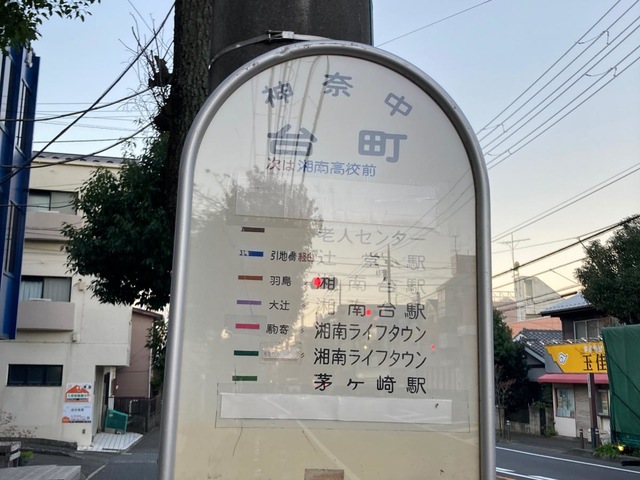 神奈中
台町
次は湘南高校前
老人センター
引地橋経由 辻堂駅
羽鳥 湘南台駅
大辻 湘南台駅
駒寄 湘南ライフタウン
湘南ライフタウン
茅ヶ崎駅